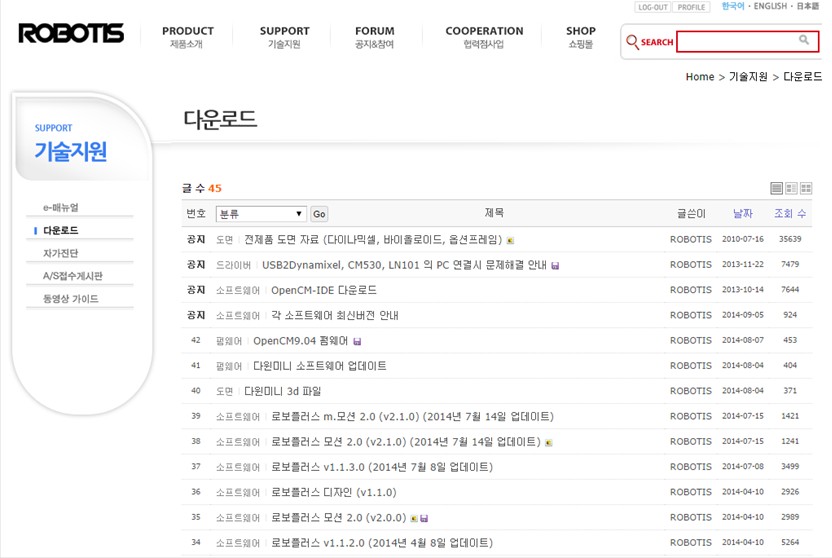 LOG-OUT PROFILE 한국어 · ENGLISH · 日本語
ROBOTIS
PRODUCT SUPPORT FORUM COOPERATION SHOP
제품소개 기술지원 공지&참여 협력점사업 쇼핑몰
SEARCH
Home > 기술지원 > 다운로드
SUPPORT
기술지원
e-매뉴얼
다운로드
자가진단
A/S접수게시판
동영상 가이드
다운로드
글 수 45
번호 분류 Go 제목 글쓴이 날짜 조회 수
공지 도면 전제품 도면 자료 (다이나믹셀, 바이올로이드, 옵션프레임) ROBOTIS 2010-07-16 35639
공지 드라이버 USB2Dynamixel, CM530, LN101 의 PC 연결시 문제해결 안내 ROBOTIS 2013-11-22 7479
공지 소프트웨어 OpenCM-IDE 다운로드 ROBOTIS 2013-10-14 7644
공지 소프트웨어 각 소프트웨어 최신버전 안내 ROBOTIS 2014-09-05 924
42 펌웨어 OpenCM9.04 펌웨어 ROBOTIS 2014-08-07 453
41 펌웨어 다윈미니 소프트웨어 업데이트 ROBOTIS 2014-08-04 404
40 도면 다윈미니 3d 파일 ROBOTIS 2014-08-04 371
39 소프트웨어 로보플러스 m.모션 2.0 (v2.1.0) (2014년 7월 14일 업데이트) ROBOTIS 2014-07-15 1421
38 소프트웨어 로보플러스 모션 2.0 (v2.1.0) (2014년 7월 14일 업데이트) ROBOTIS 2014-07-15 1241
37 소프트웨어 로보플러스 v1.1.3.0 (2014년 7월 8일 업데이트) ROBOTIS 2014-07-08 3499
36 소프트웨어 로보플러스 디자인 (v1.1.0) ROBOTIS 2014-04-10 2926
35 소프트웨어 로보플러스 모션 2.0 (v2.0.0) ROBOTIS 2014-04-10 2989
34 소프트웨어 로보플러스 v1.1.2.0 (2014년 4월 8일 업데이트) ROBOTIS 2014-04-10 5264